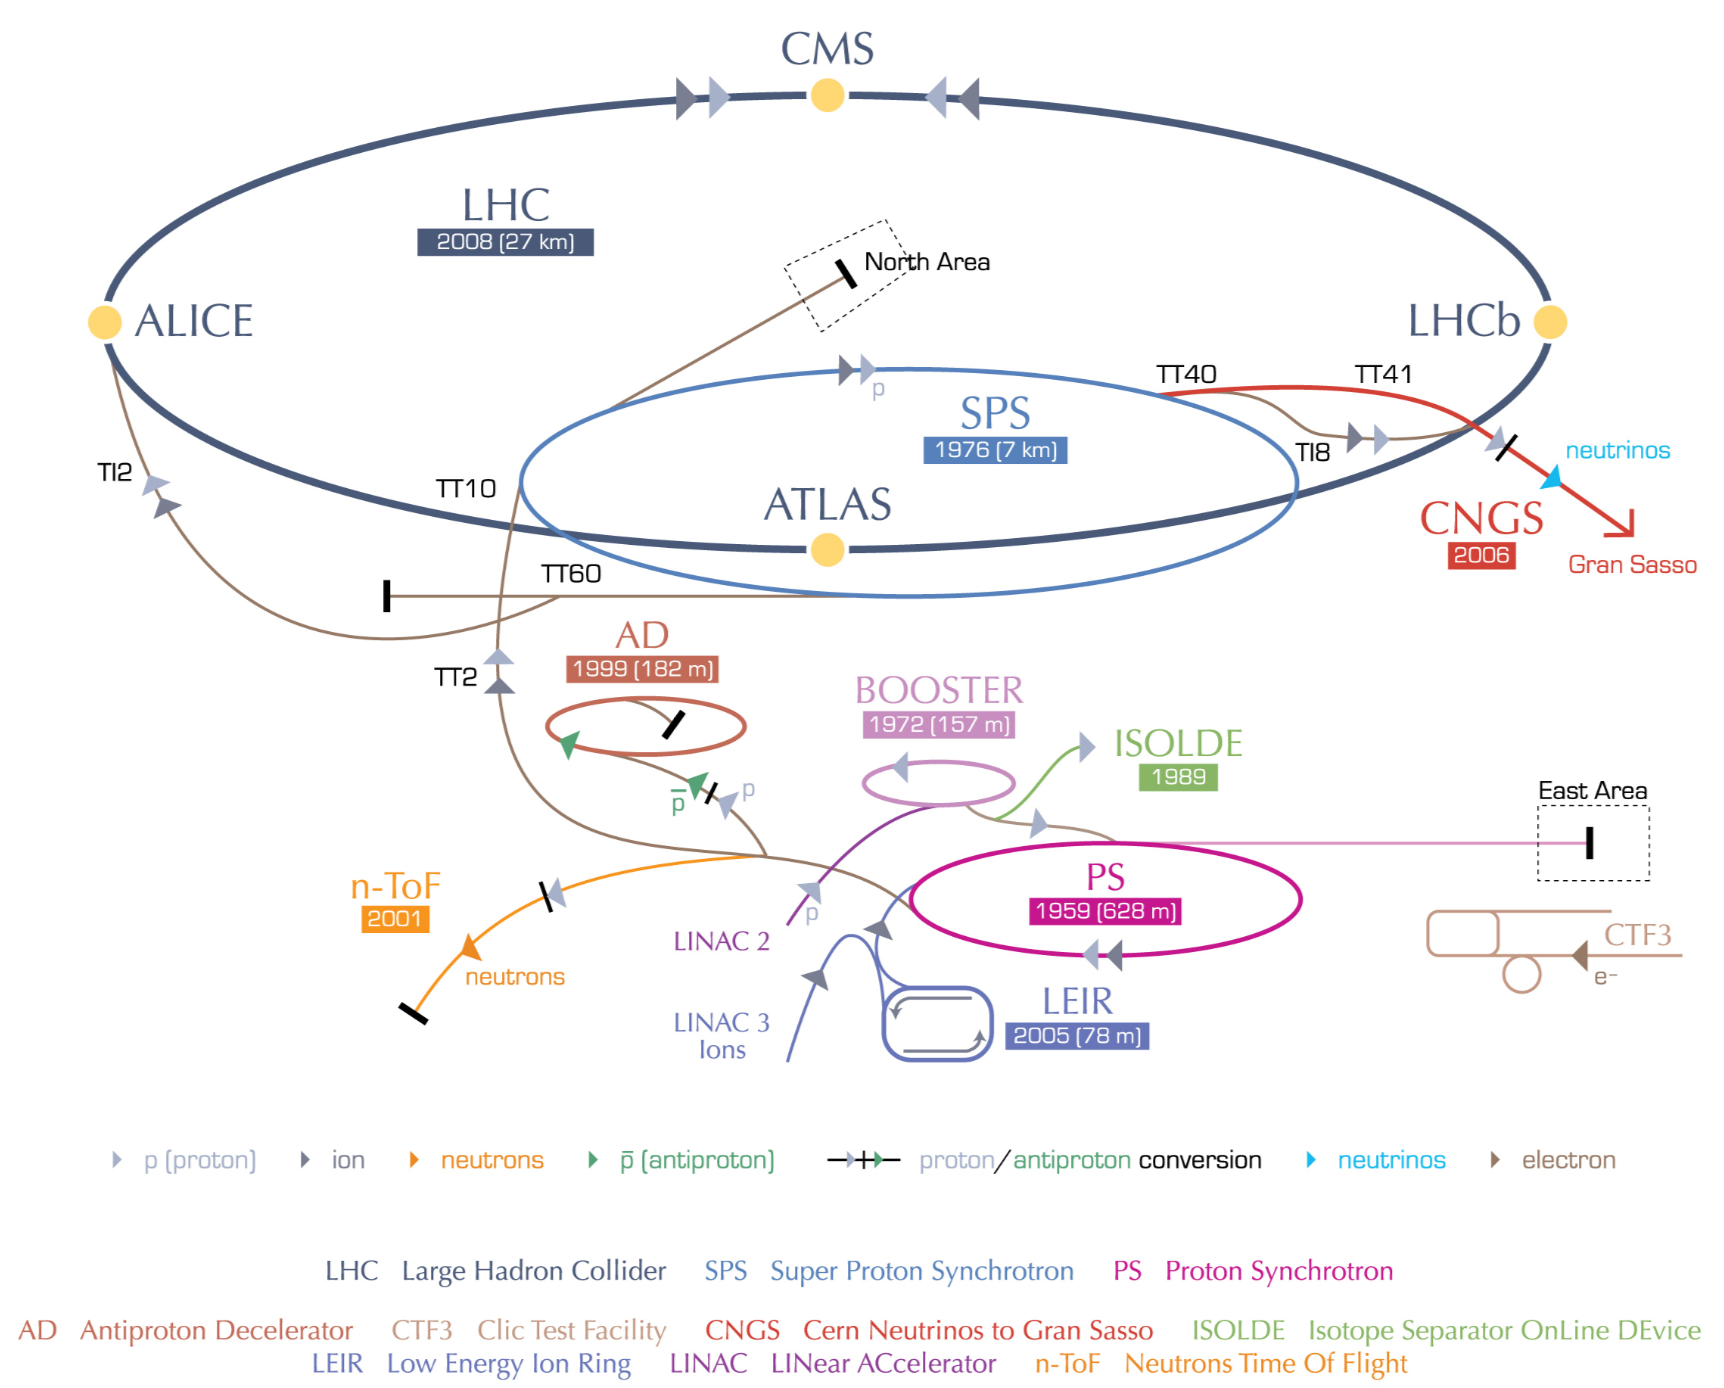 CMS
LHC
2008 (27 km)
North Area
ALICE
LHCb
p
TT40
TT41
SPS
1976 (7 km)
TI8
neutrinos
TI2
TT10
ATLAS
CNGS
2006
Gran Sasso
TT60
AD
1999 (182 m)
TT2
BOOSTER
1972 (157 m)
ISOLDE
1989
p̅
p
East Area
n-ToF
2001
PS
1959 (628 m)
p
LINAC 2
neutrons
CTF3
e-
LEIR
2005 (78 m)
LINAC 3
Ions
p (proton) ion neutrons p̅ (antiproton) proton/antiproton conversion neutrinos electron
LHC Large Hadron Collider SPS Super Proton Synchrotron PS Proton Synchrotron
AD Antiproton Decelerator CTF3 Clic Test Facility CNGS Cern Neutrinos to Gran Sasso ISOLDE Isotope Separator OnLine DEvice
LEIR Low Energy Ion Ring LINAC LINear ACcelerator n-ToF Neutrons Time Of Flight